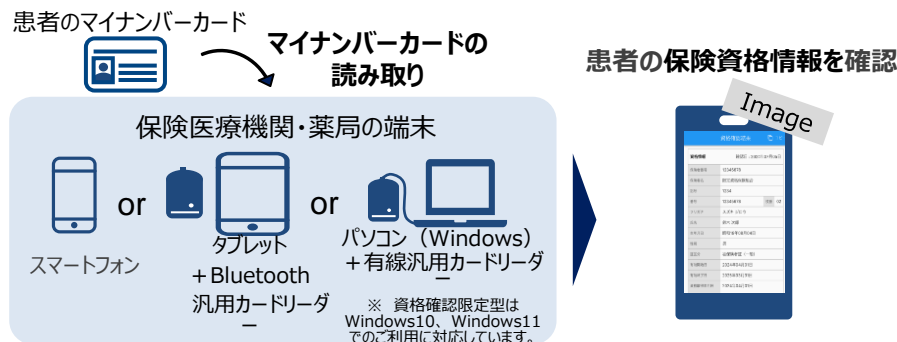 患者のマイナンバーカード
マイナンバーカードの
読み取り
患者の保険資格情報を確認
保険医療機関・薬局の端末
or
or
スマートフォン
タブレット
+Bluetooth
汎用カードリーダ
ー
パソコン（Windows）
+有線汎用カードリーダ
ー
※ 資格確認限定型は
Windows10、Windows11
でのご利用に対応しています。
Image
12345678
1234
12345678